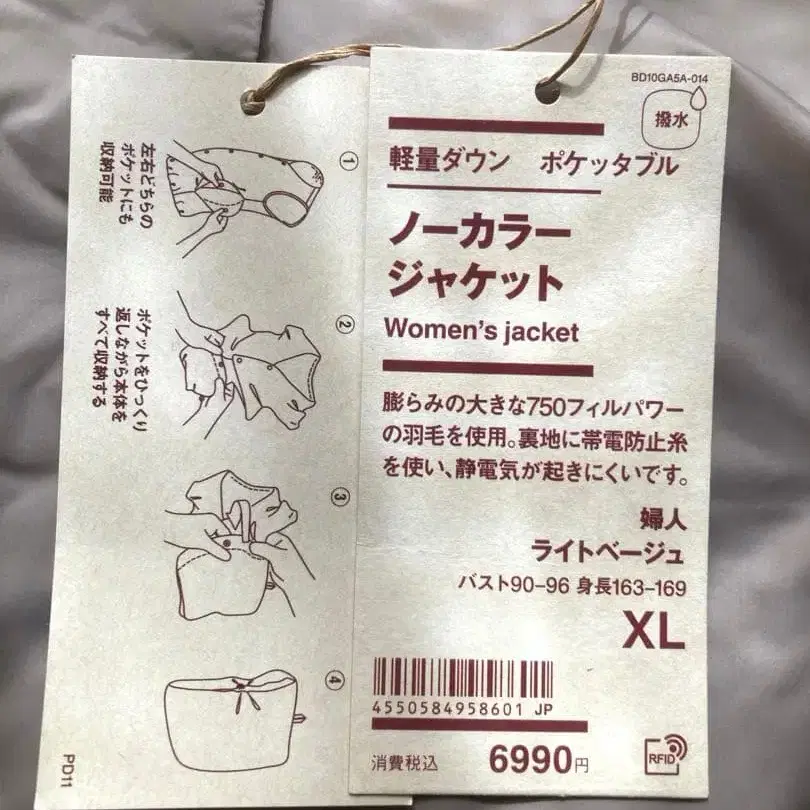 BD10GA5A-014
撥水
軽量ダウン ポケッタブル
ノーカラー
ジャケット
Women's jacket
膨らみの大きな750フィルパワー
の羽毛を使用。裏地に帯電防止糸
を使い、静電気が起きにくいです。
婦人
ライトベージュ
バスト90-96 身長163-169
XL
4550584958601 JP
消費税込 6990円
RFID
①
左右どちらの
ポケットにも
収納可能
②
ポケットをひっくり
返しながら本体を
すべて収納する
③
④
PD11